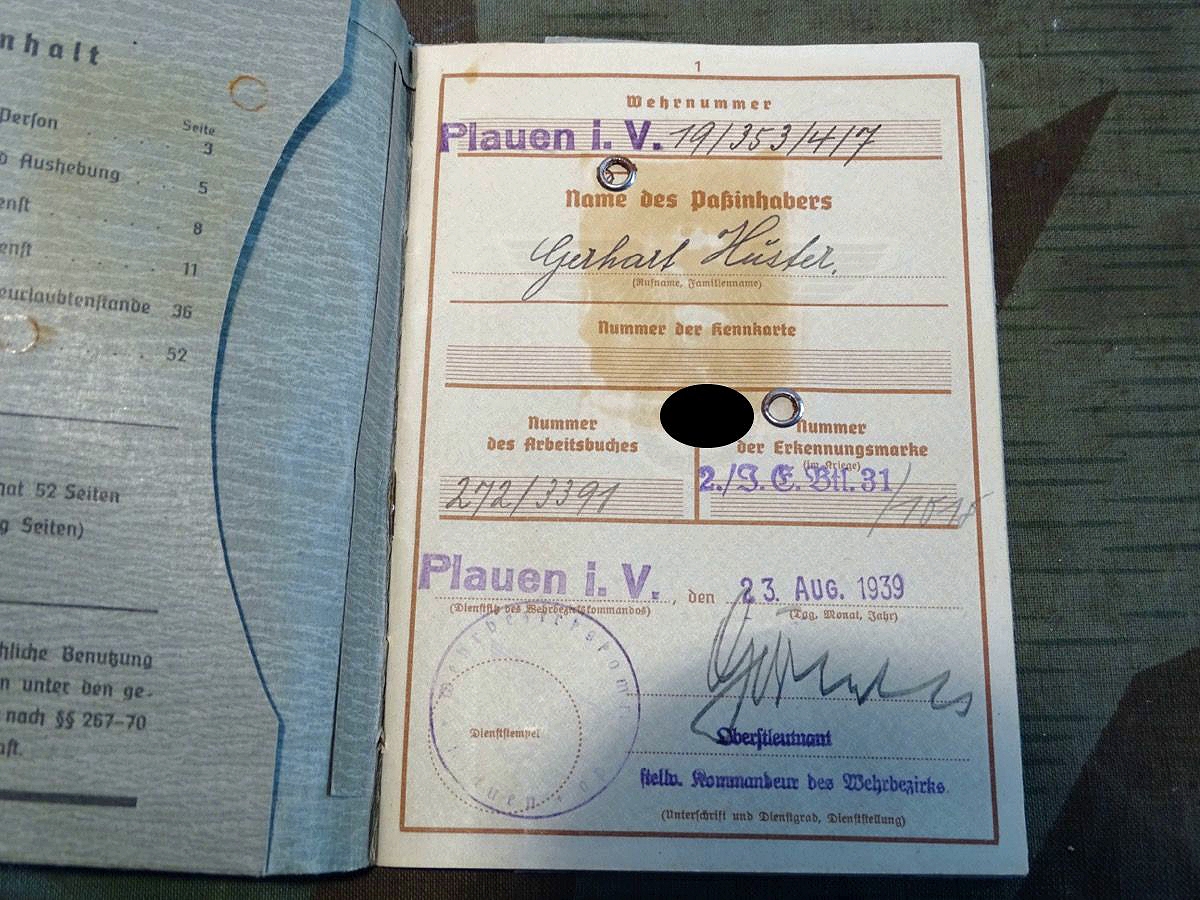 nhalt
Person
Seite
3
Aushebung 5
enst 8
enst 11
eurlaubtenstande 36
52
hat 52 Seiten
g Seiten)
hliche Benutzung
n unter den ge-
nach §§ 267-70
aft.
1
Wehrnummer
Plauen i. V. 19/353/4/7
Name des Paßinhabers
Gerhart Hüster.
(Rufname, Familienname)
Nummer der Kennkarte
Nummer
des Arbeitsbuches
272/3391
Nummer
der Erkennungsmarke
(im Kriege)
2./J. E. Btl. 31/
Plauen i. V., den 23. AUG. 1939
(Dienstsitz des Wehrbezirkskommandos)
(Tag, Monat, Jahr)
Dienststempel
Oberstleutnant
stellv. Kommandeur des Wehrbezirks.
(Unterschrift und Dienstgrad, Dienststellung)